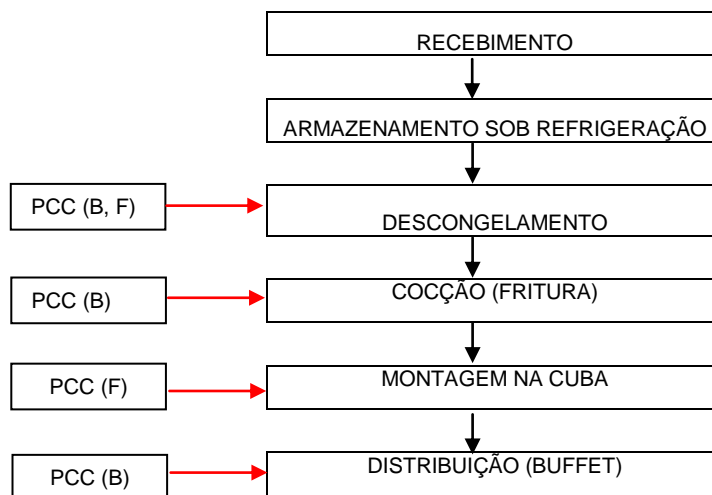 RECEBIMENTO
ARMAZENAMENTO SOB REFRIGERAÇÃO
PCC (B, F)
DESCONGELAMENTO
PCC (B)
COCÇÃO (FRITURA)
PCC (F)
MONTAGEM NA CUBA
PCC (B)
DISTRIBUIÇÃO (BUFFET)